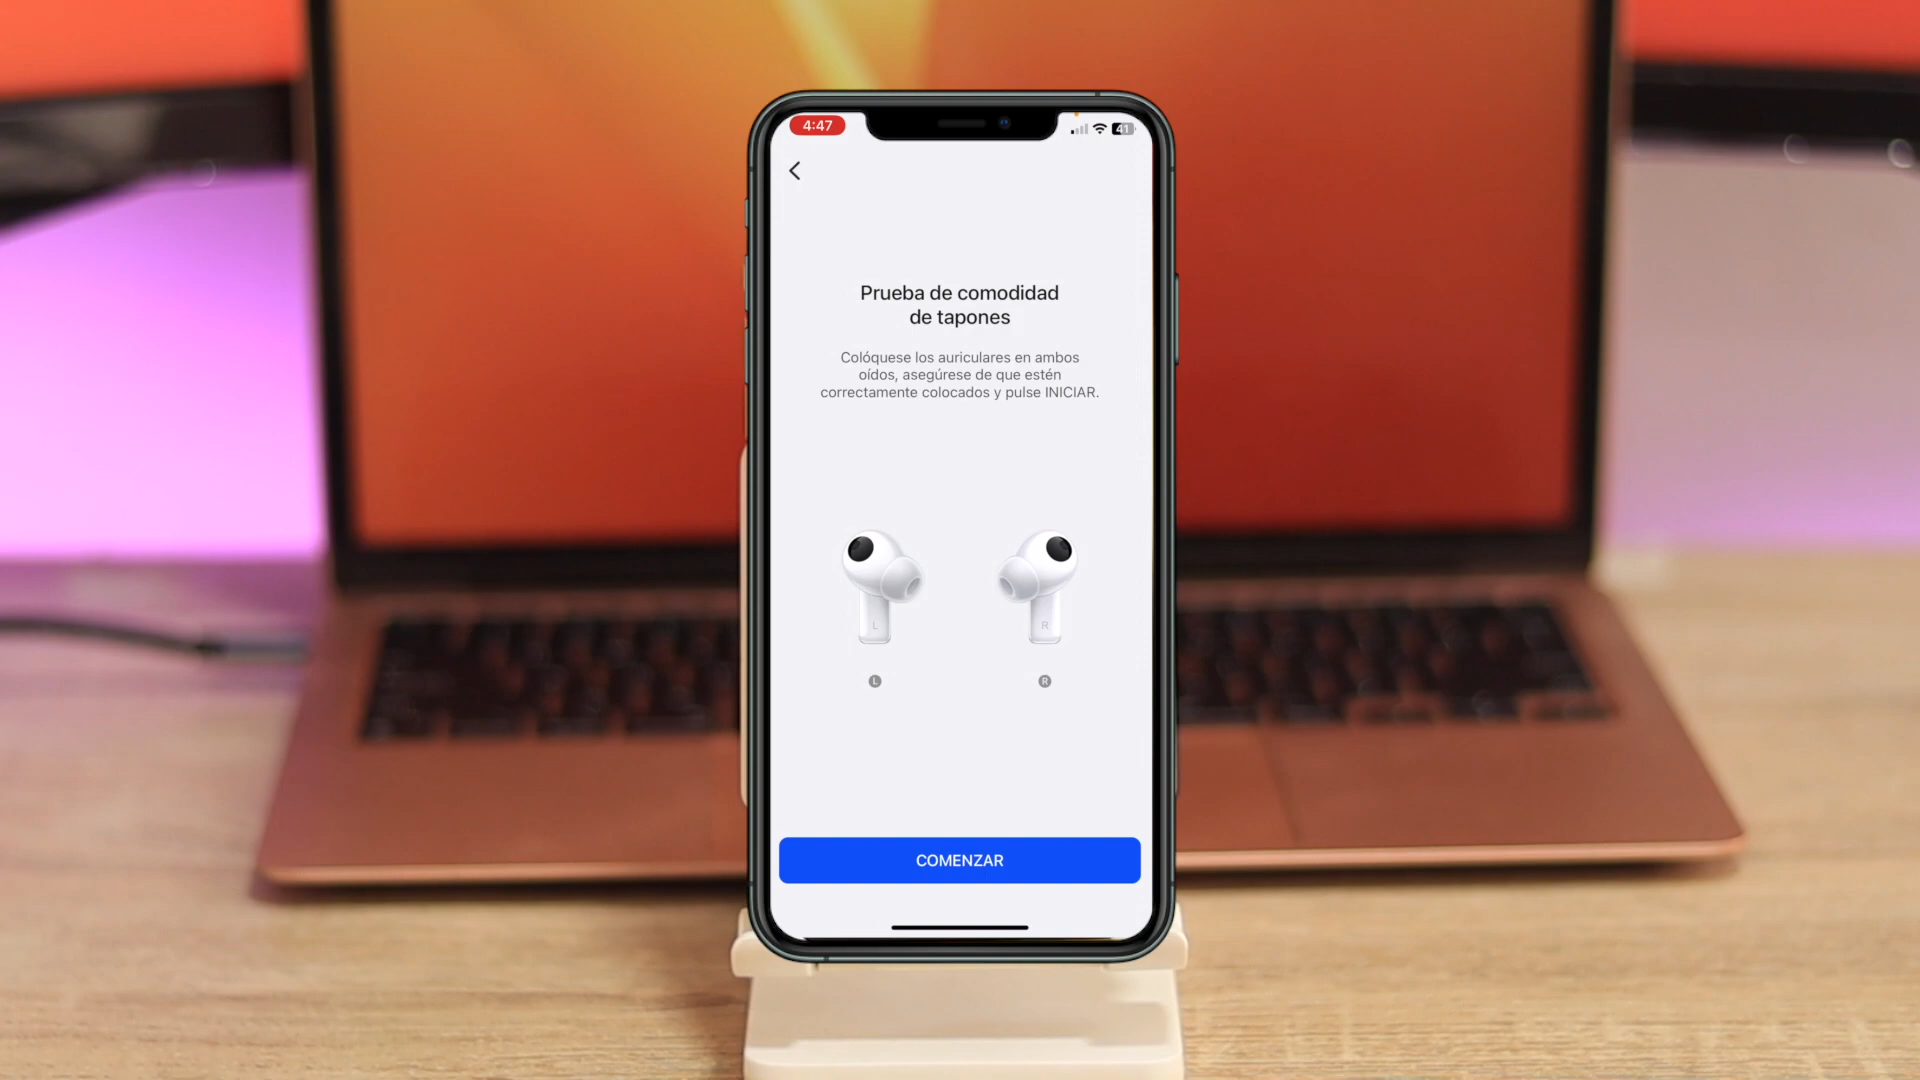 4:47
41
Prueba de comodidad
de tapones
Colóquese los auriculares en ambos
oídos, asegúrese de que estén
correctamente colocados y pulse INICIAR.
L
R
L
R
COMENZAR